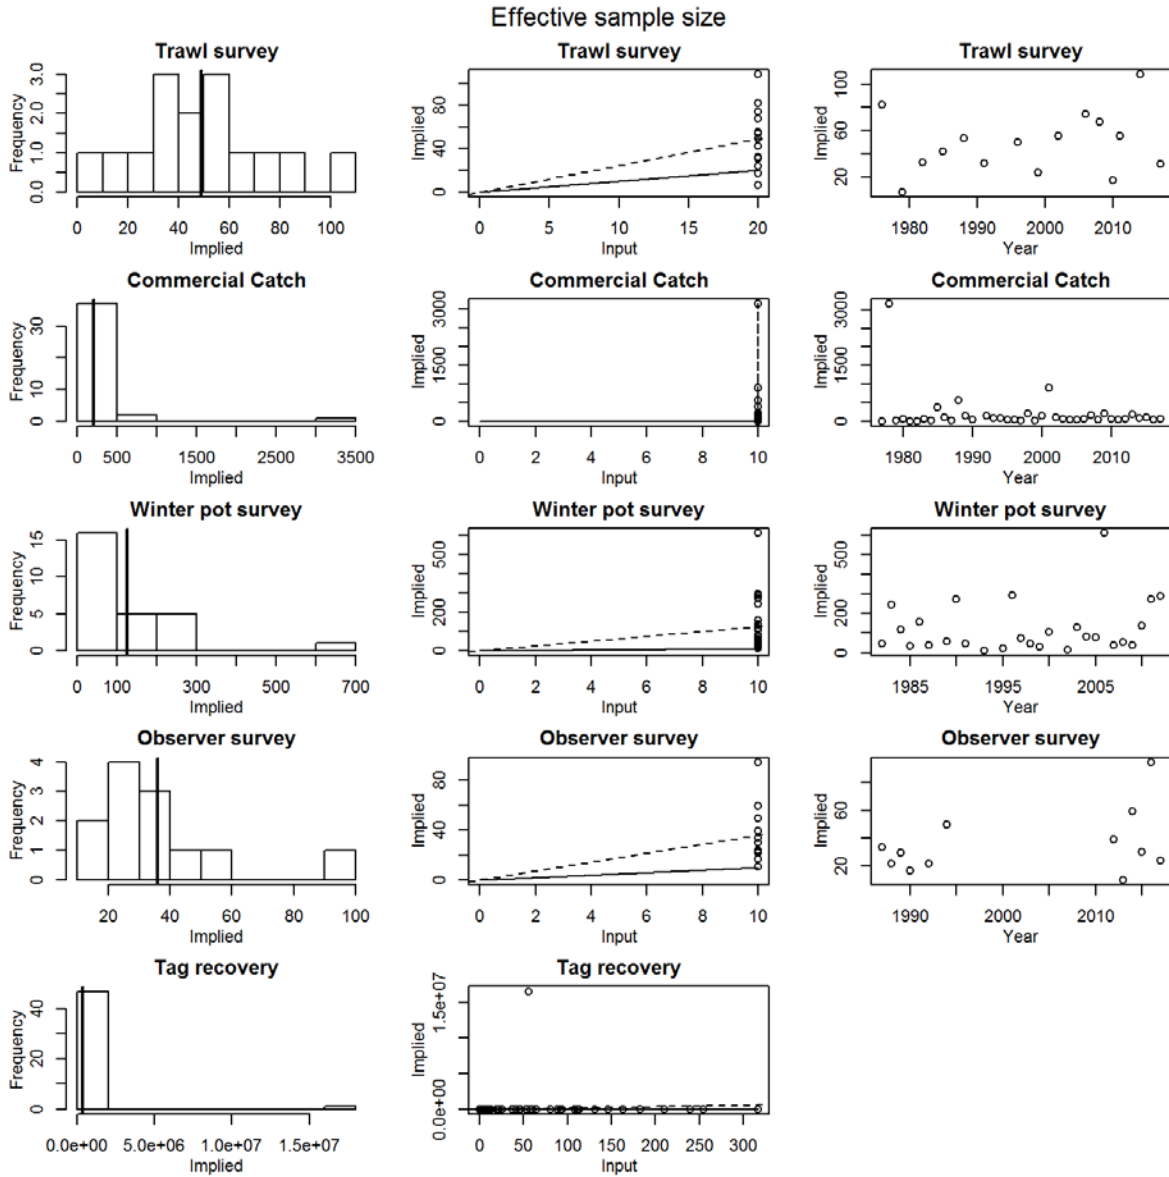 Effective sample size
Trawl survey
Trawl survey
Trawl survey
Frequency
0.0 1.0 2.0 3.0
0 20 40 60 80 100
Implied
Implied
0 40 80
0 5 10 15 20
Input
Implied
20 60 100
1980 1990 2000 2010
Year
Commercial Catch
Commercial Catch
Commercial Catch
Frequency
0 10 30
0 500 1500 2500 3500
Implied
Implied
0 1500 3000
0 2 4 6 8 10
Input
Implied
0 1500 3000
1980 1990 2000 2010
Year
Winter pot survey
Winter pot survey
Winter pot survey
Frequency
0 5 10 15
0 100 300 500 700
Implied
Implied
0 200 500
0 2 4 6 8 10
Input
Implied
0 200 500
1985 1995 2005
Year
Observer survey
Observer survey
Observer survey
Frequency
0 1 2 3 4
20 40 60 80 100
Implied
Implied
0 40 80
0 2 4 6 8 10
Input
Implied
20 60
1990 2000 2010
Year
Tag recovery
Tag recovery
Frequency
0 20 40
0.0e+00 5.0e+06 1.0e+07 1.5e+07
Implied
Implied
0.0e+00 1.5e+07
0 50 100 150 200 250 300
Input